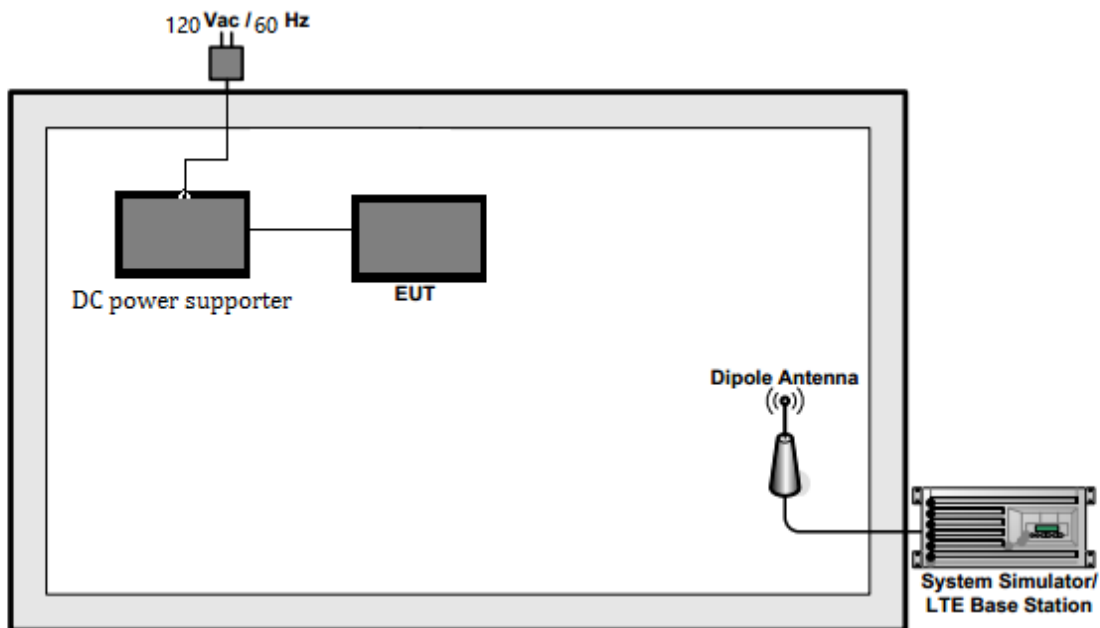 120 Vac / 60 Hz
DC power supporter
EUT
Dipole Antenna
System Simulator/
LTE Base Station